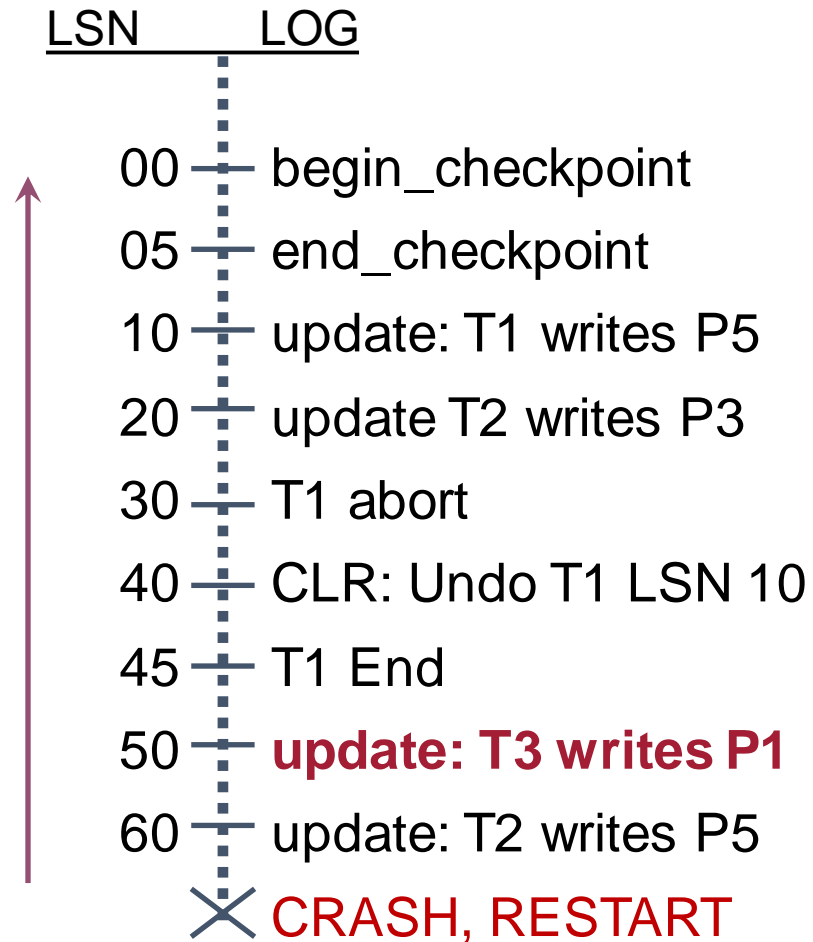 LSN LOG
00 begin_checkpoint
05 end_checkpoint
10 update: T1 writes P5
20 update T2 writes P3
30 T1 abort
40 CLR: Undo T1 LSN 10
45 T1 End
50 update: T3 writes P1
60 update: T2 writes P5
CRASH, RESTART